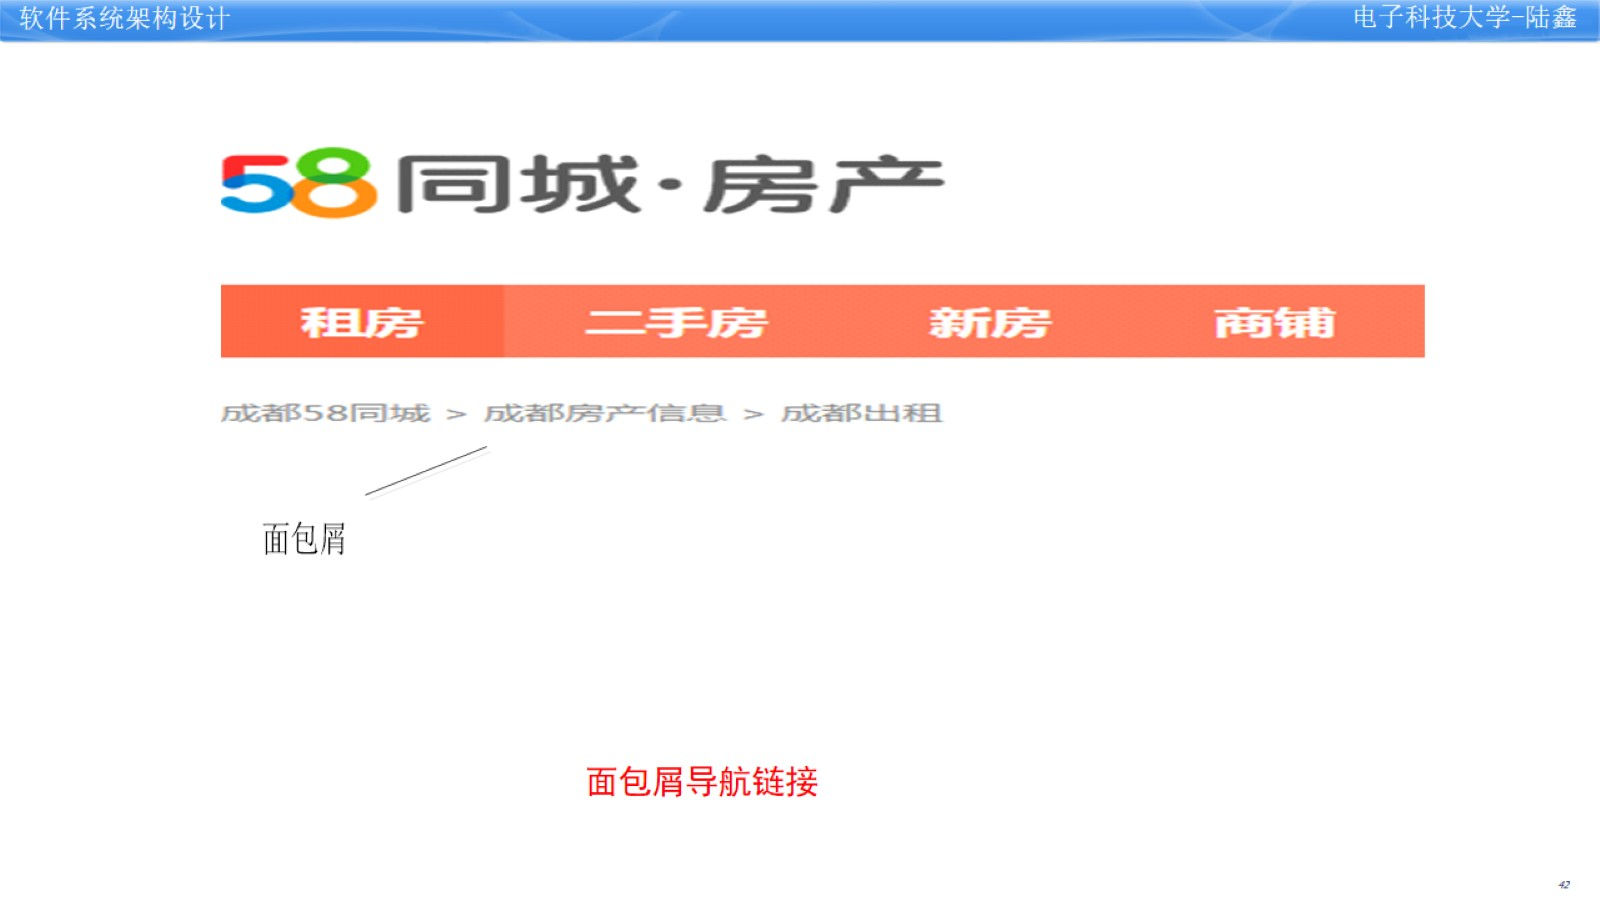 软件系统架构设计
电子科技大学-陆鑫
58同城·房产
租房 二手房 新房 商铺
成都58同城 > 成都房产信息 > 成都出租
面包屑
面包屑导航链接
42